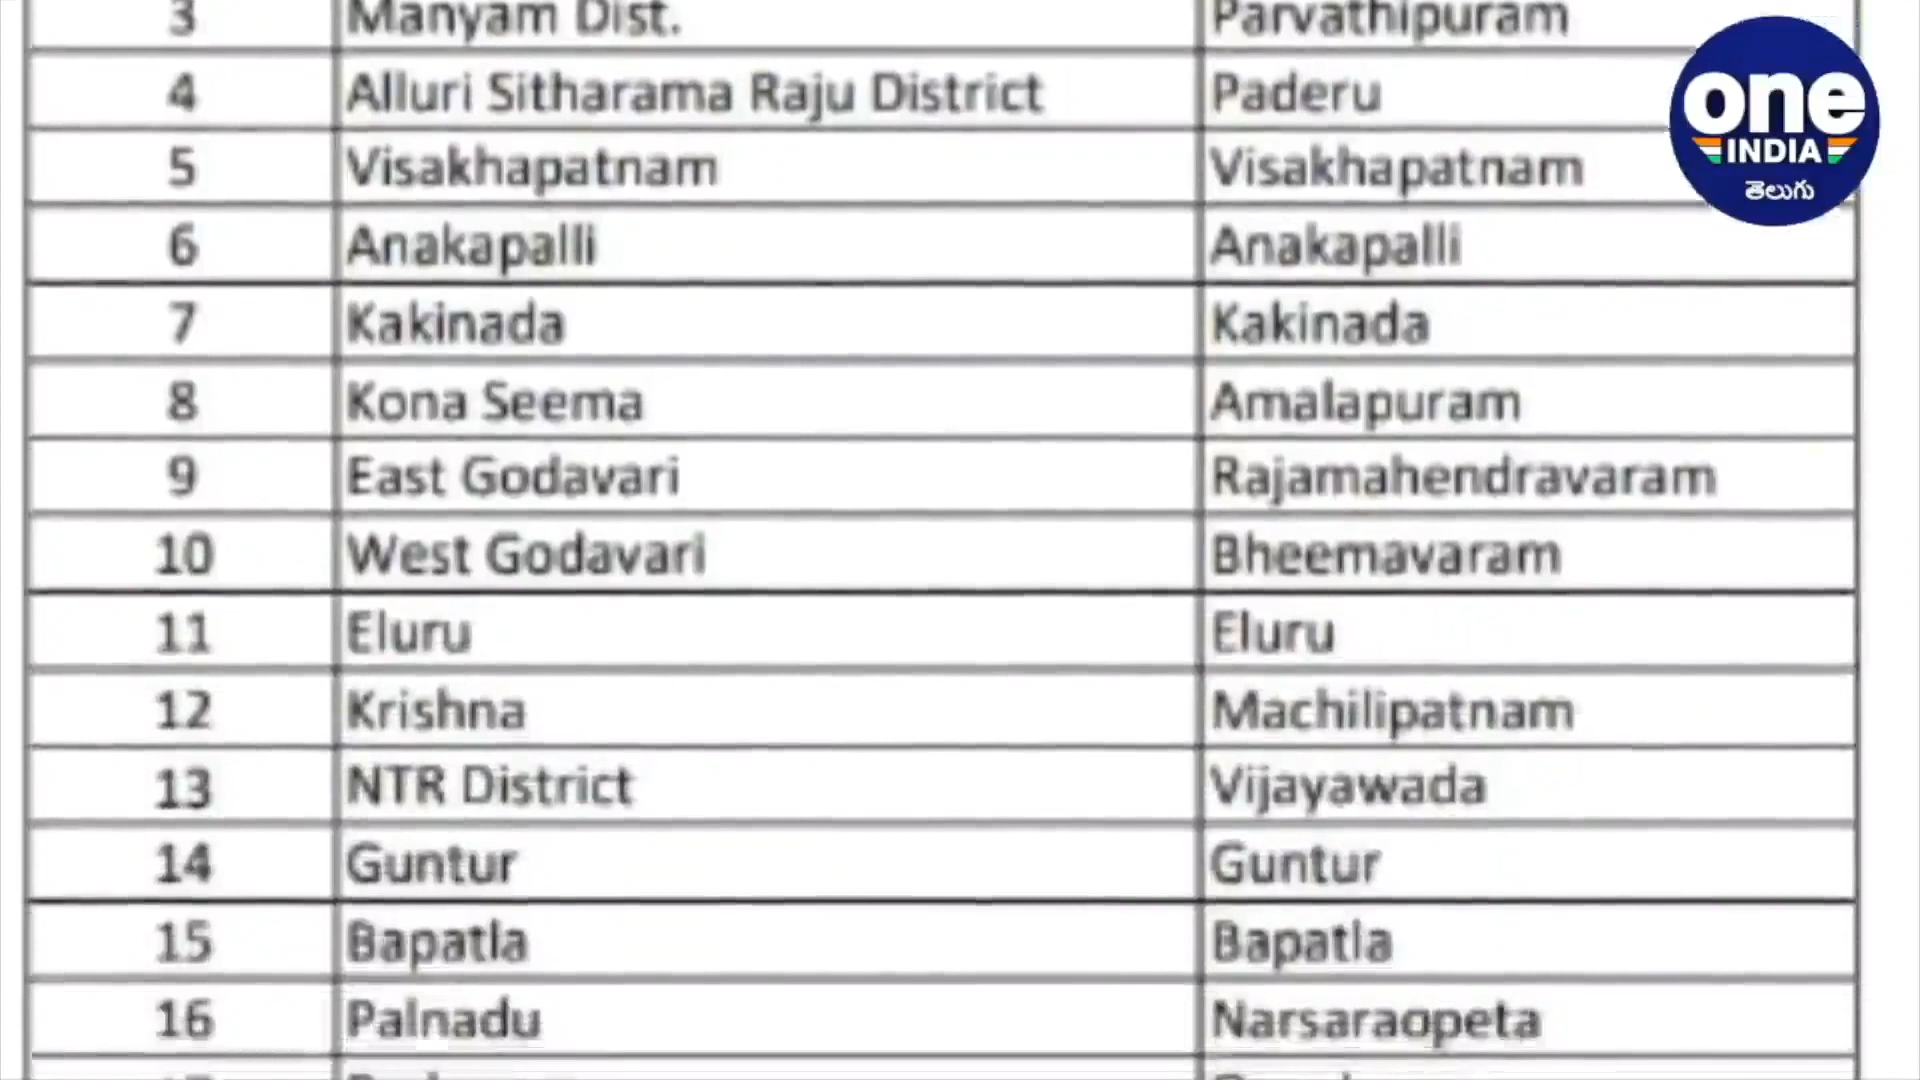 3 Manyam Dist. Parvathipuram
4 Alluri Sitharama Raju District Paderu
5 Visakhapatnam Visakhapatnam
6 Anakapalli Anakapalli
7 Kakinada Kakinada
8 Kona Seema Amalapuram
9 East Godavari Rajamahendravaram
10 West Godavari Bheemavaram
11 Eluru Eluru
12 Krishna Machilipatnam
13 NTR District Vijayawada
14 Guntur Guntur
15 Bapatla Bapatla
16 Palnadu Narsaraopeta
one
INDIA
తెలుగు